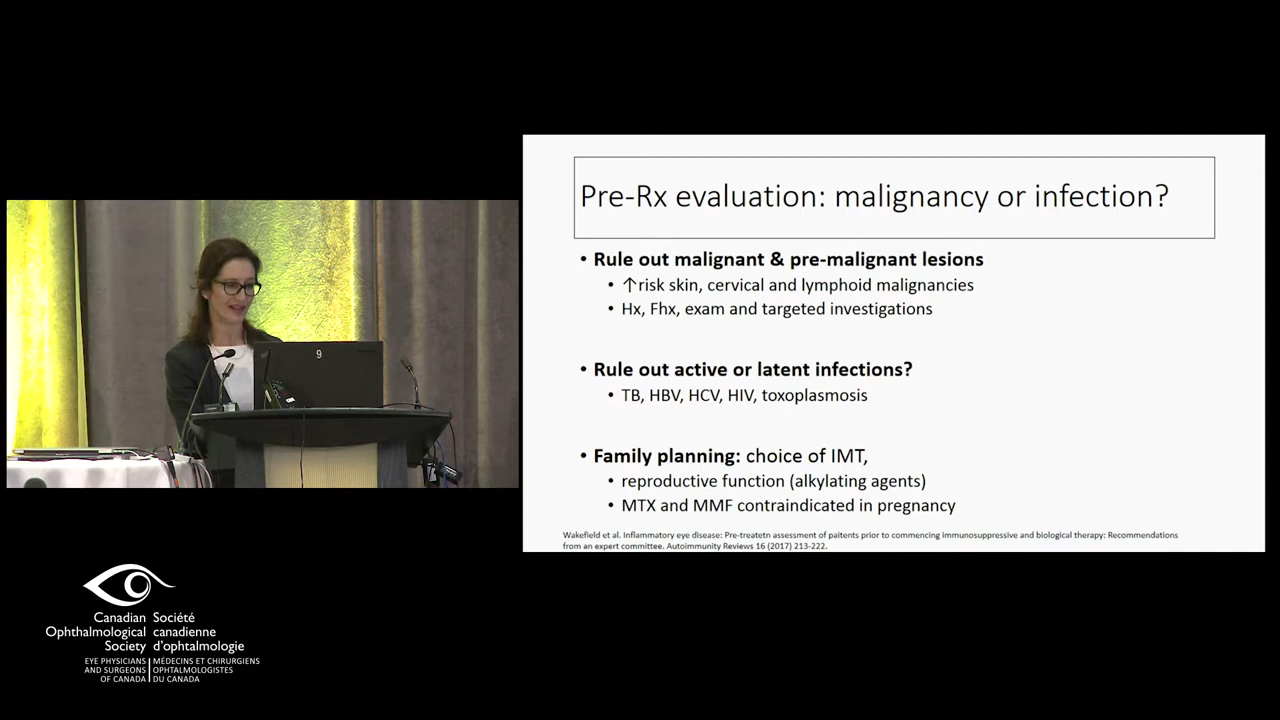 Pre-Rx evaluation: malignancy or infection?
• Rule out malignant & pre-malignant lesions
• ↑risk skin, cervical and lymphoid malignancies
• Hx, Fhx, exam and targeted investigations
• Rule out active or latent infections?
• TB, HBV, HCV, HIV, toxoplasmosis
• Family planning: choice of IMT,
• reproductive function (alkylating agents)
• MTX and MMF contraindicated in pregnancy
Wakefield et al. Inflammatory eye disease: Pre-treatetn assessment of paitents prior to commencing immunosuppressive and biological therapy: Recommendations
from an expert committee. Autoimmunity Reviews 16 (2017) 213-222.
9
Canadian
Ophthalmological
Society
EYE PHYSICIANS
AND SURGEONS
OF CANADA
Société
canadienne
d'ophtalmologie
MÉDECINS ET CHIRURGIENS
OPHTALMOLOGISTES
DU CANADA